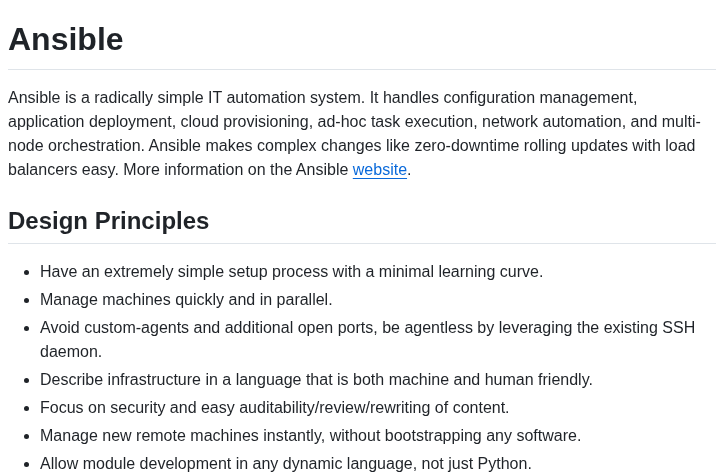 Ansible
Ansible is a radically simple IT automation system. It handles configuration management,
application deployment, cloud provisioning, ad-hoc task execution, network automation, and multi-
node orchestration. Ansible makes complex changes like zero-downtime rolling updates with load
balancers easy. More information on the Ansible website.
Design Principles
Have an extremely simple setup process with a minimal learning curve.
Manage machines quickly and in parallel.
Avoid custom-agents and additional open ports, be agentless by leveraging the existing SSH
daemon.
Describe infrastructure in a language that is both machine and human friendly.
Focus on security and easy auditability/review/rewriting of content.
Manage new remote machines instantly, without bootstrapping any software.
Allow module development in any dynamic language, not just Python.